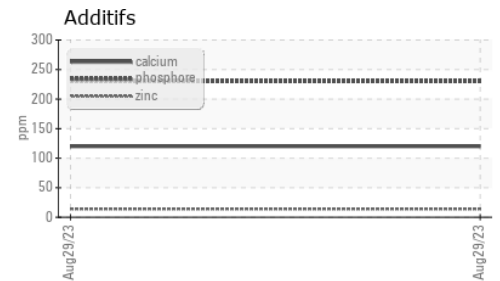 Additifs
300
250
200
150
100
50
0
ppm
calcium
phosphore
zinc
Aug29/23
Aug29/23